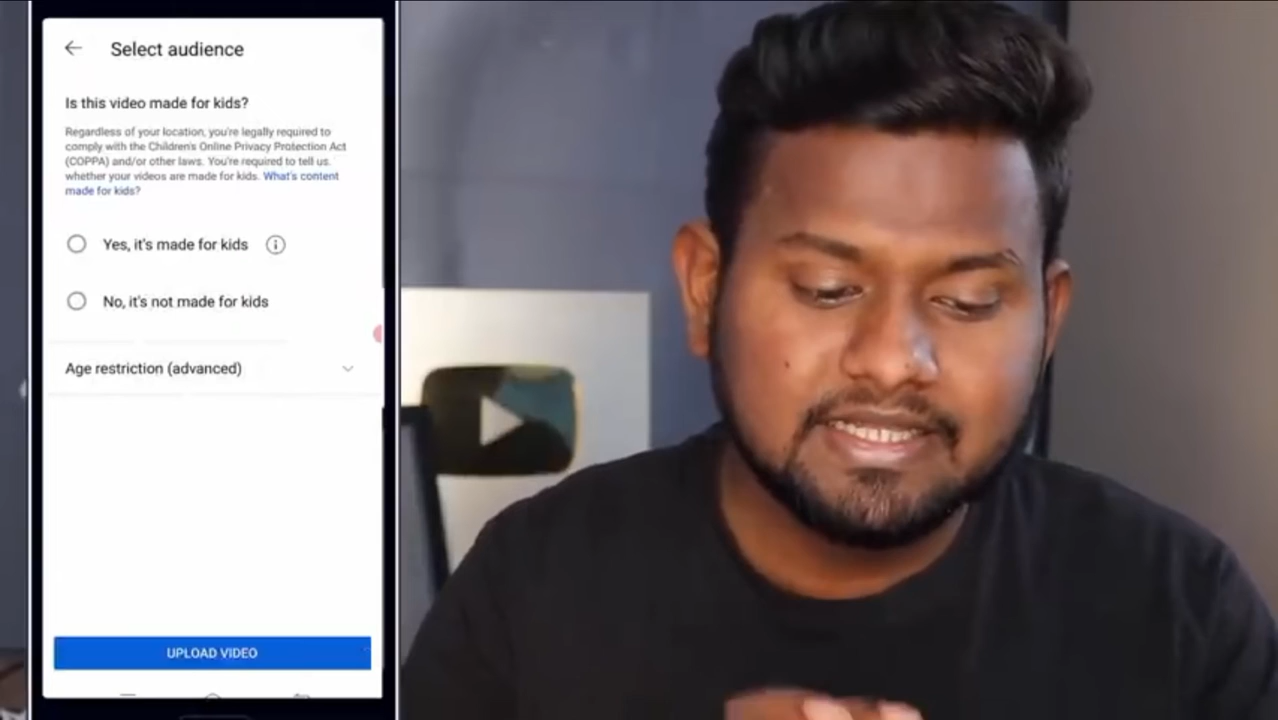 Select audience
Is this video made for kids?
Regardless of your location, you're legally required to
comply with the Children's Online Privacy Protection Act
(COPPA) and/or other laws. You're required to tell us
whether your videos are made for kids. What's content
made for kids?
Yes, it's made for kids
No, it's not made for kids
Age restriction (advanced)
UPLOAD VIDEO